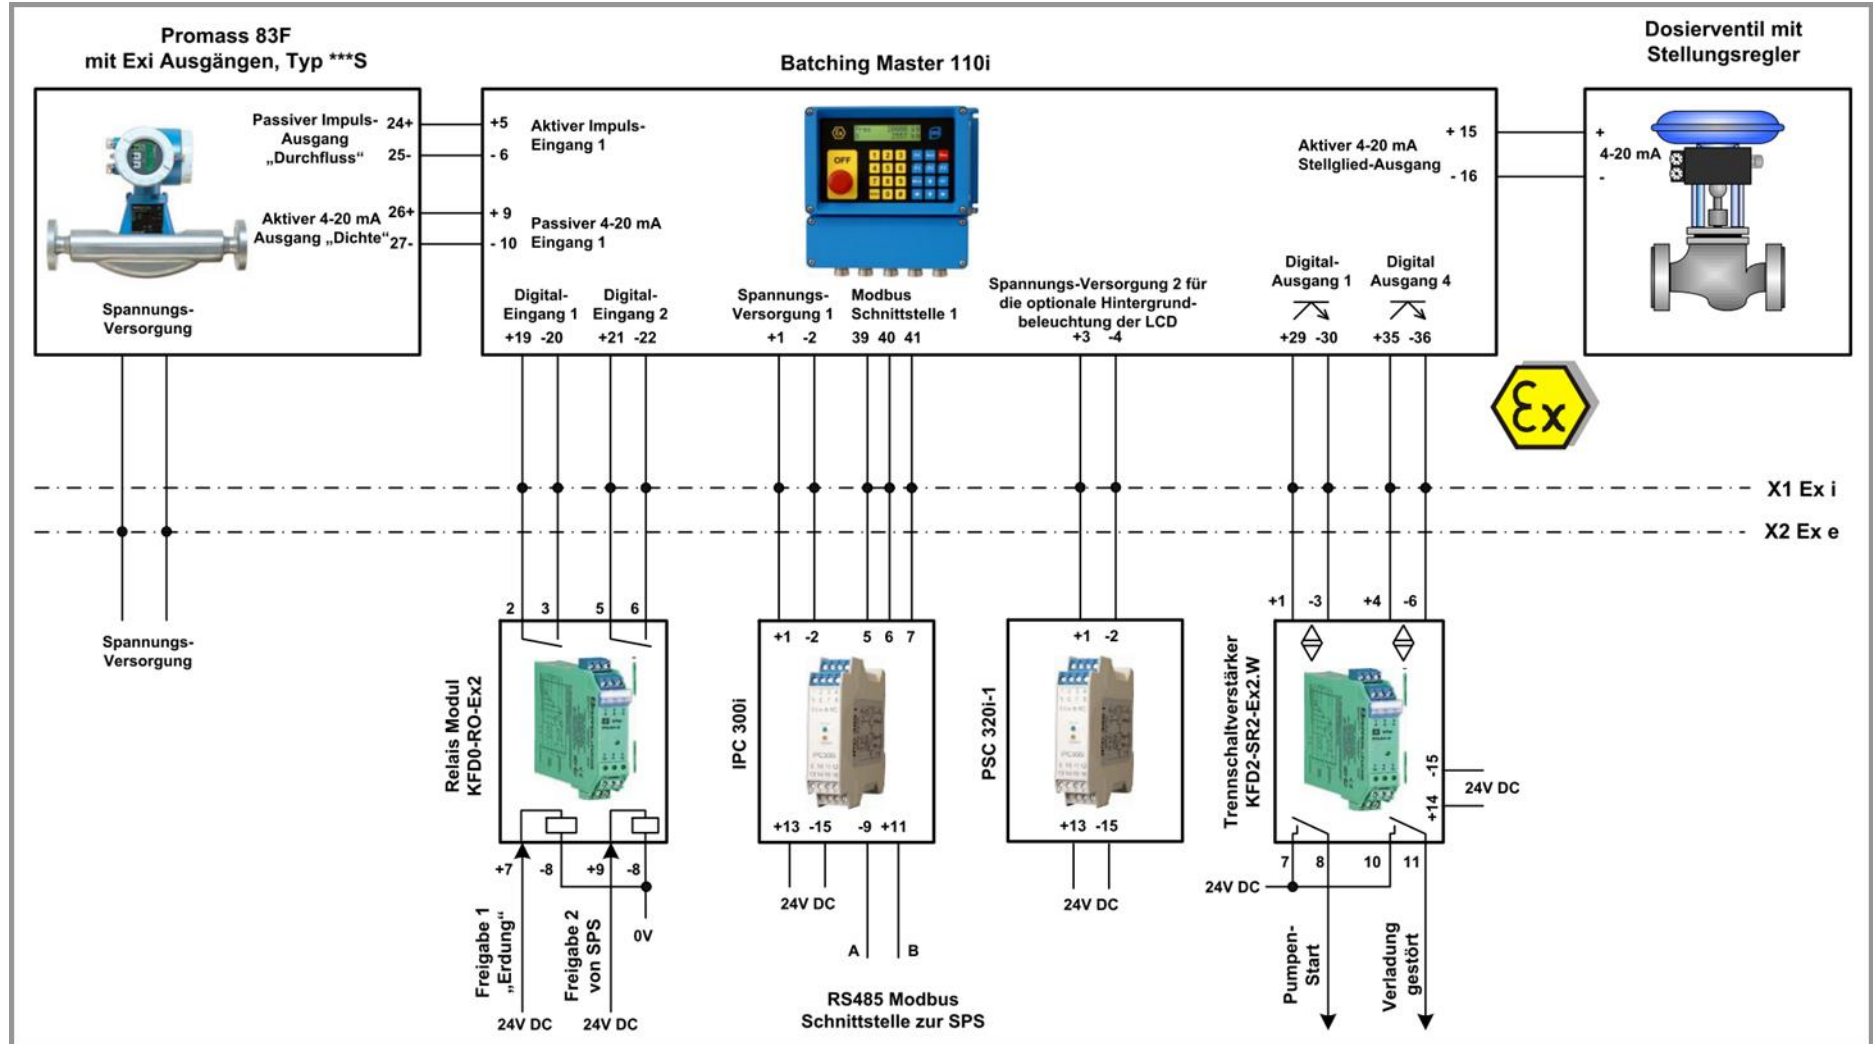 Promass 83F
mit Exi Ausgängen, Typ ***S
Batching Master 110i
Dosierventil mit
Stellungsregler
Passiver Impuls-
Ausgang
„Durchfluss“
24+
25-
Aktiver 4-20 mA
Ausgang „Dichte“
26+
27-
Spannungs-
Versorgung
+5
- 6
Aktiver Impuls-
Eingang 1
+ 9
- 10
Passiver 4-20 mA
Eingang 1
OFF
Aktiver 4-20 mA
Stellglied-Ausgang
+ 15
- 16
+
4-20 mA
-
Digital-
Eingang 1
+19 -20
Digital-
Eingang 2
+21 -22
Spannungs-
Versorgung 1
+1 -2
Modbus
Schnittstelle 1
39 40 41
Spannungs-Versorgung 2 für
die optionale Hintergrund-
beleuchtung der LCD
+3 -4
Digital-
Ausgang 1
+29 -30
Digital
Ausgang 4
+35 -36
Ex
X1 Ex i
X2 Ex e
Spannungs-
Versorgung
2 3 5 6
Relais Modul
KFD0-RO-Ex2
+7 -8 +9 -8
Freigabe 1
„Erdung“
Freigabe 2
von SPS
0V
24V DC 24V DC
IPC 300i
+1 -2 5 6 7
+13 -15 -9 +11
24V DC
A B
RS485 Modbus
Schnittstelle zur SPS
PSC 320i-1
+1 -2
+13 -15
24V DC
+1 -3 +4 -6
Trennschaltverstärker
KFD2-SR2-Ex2.W
-15
+14
24V DC
7 8 10 11
24V DC
Pumpen-
Start
Verladung
gestört